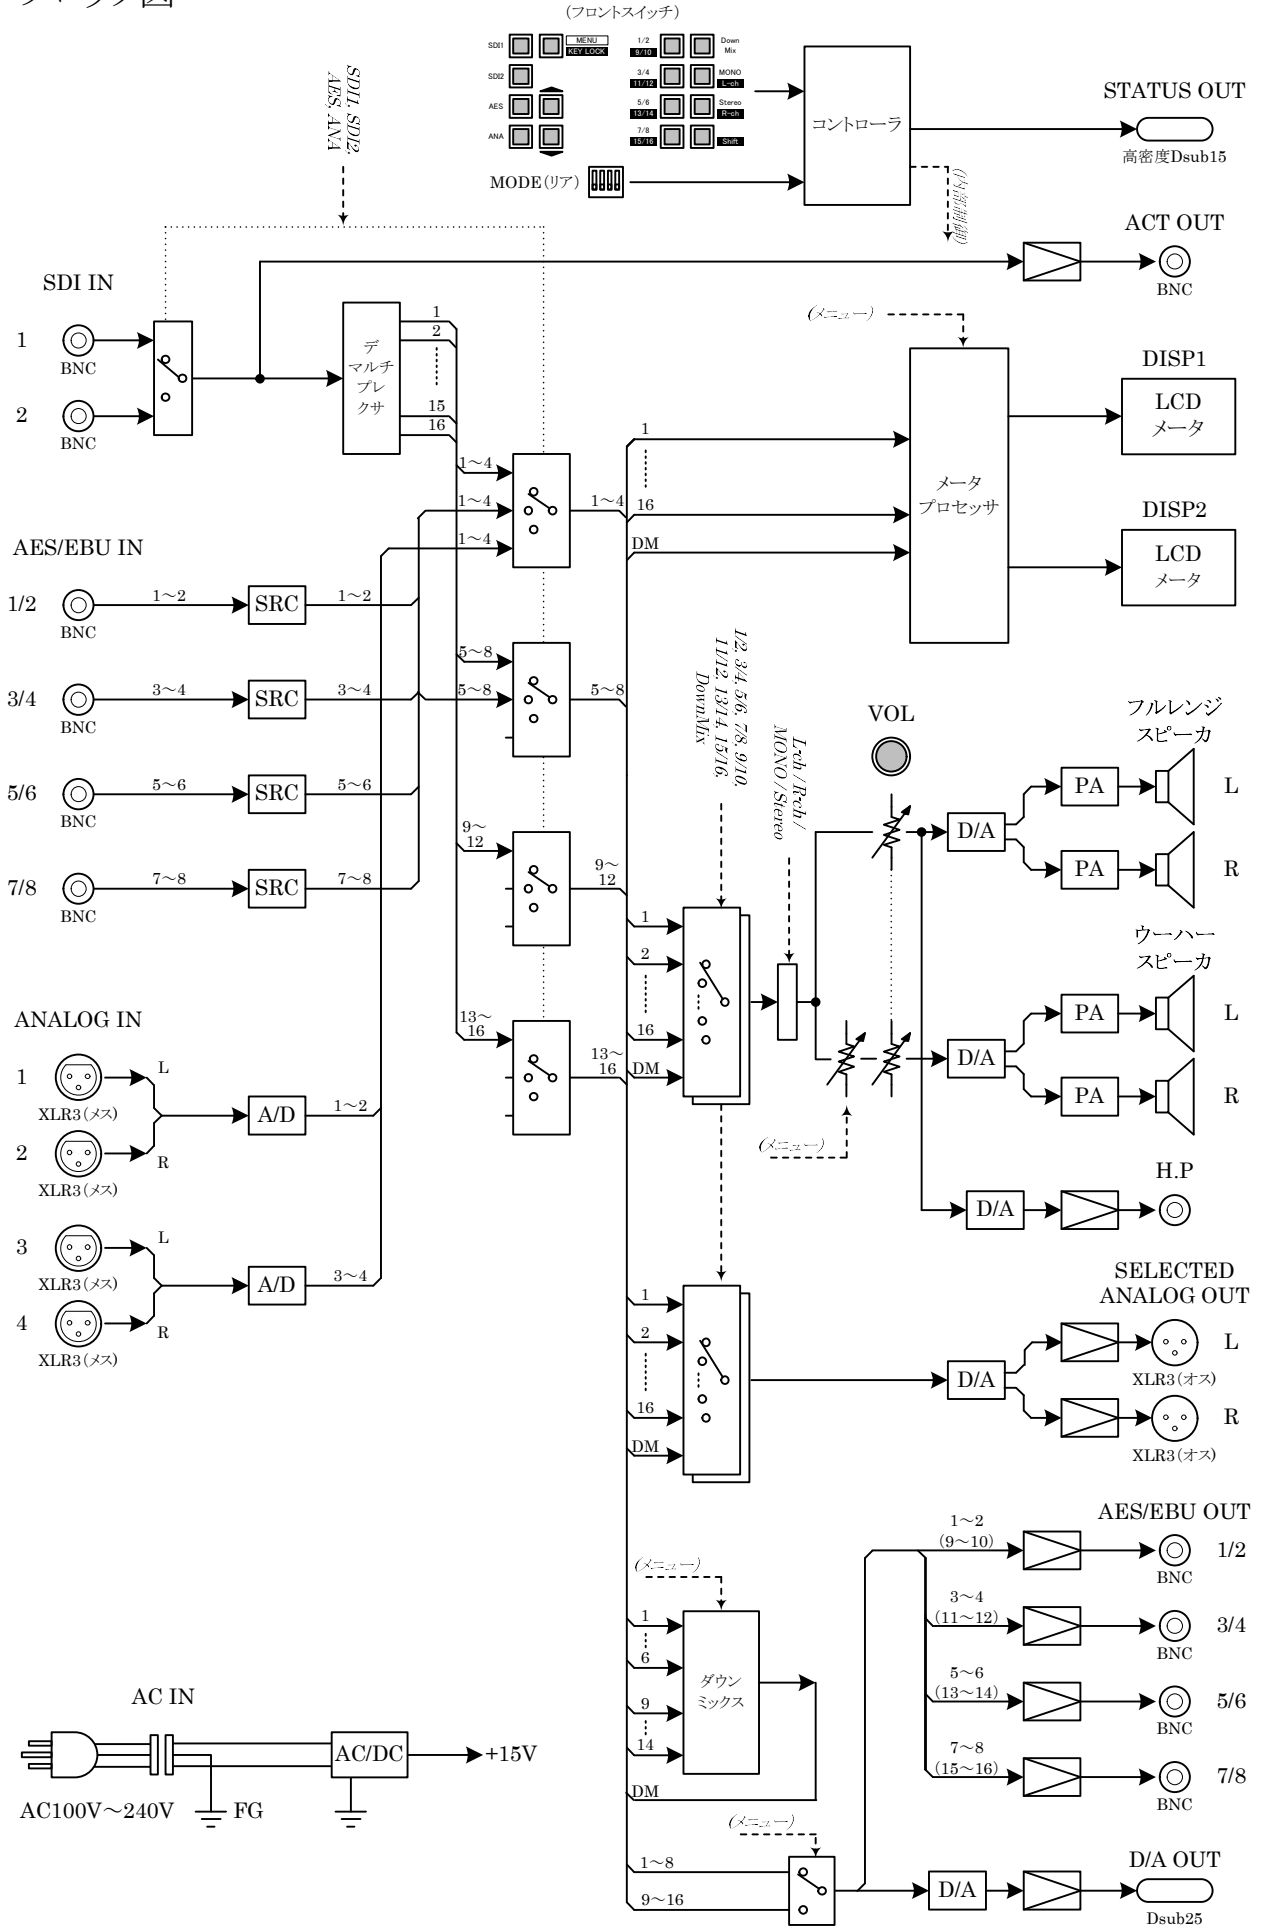 (フロントスイッチ)
SDI1
MENU
KEY LOCK
1/2
9/10
Down
Mix
SDI2
3/4
11/12
MONO
L-ch
AES
5/6
13/14
Stereo
R-ch
ANA
7/8
15/16
Shift
MODE(リア)
コントローラ
STATUS OUT
高密度Dsub15
(内部制御)
SDI1, SDI2,
AES, ANA
ACT OUT
BNC
SDI IN
1
BNC
2
BNC
デ
マルチ
プレ
クサ
1
2
15
16
(メニュー)
メータ
プロセッサ
1
16
DM
DISP1
LCD
メータ
DISP2
LCD
メータ
1～4
1～4
1～4
1～4
5～8
5～8
5～8
9～
12
9～
12
13～
16
13～
16
AES/EBU IN
1/2
BNC
1～2
SRC
1～2
3/4
BNC
3～4
SRC
3～4
5/6
BNC
5～6
SRC
5～6
7/8
BNC
7～8
SRC
7～8
ANALOG IN
1
XLR3(メス)
L
2
XLR3(メス)
R
A/D
1～2
3
XLR3(メス)
L
4
XLR3(メス)
R
A/D
3～4
1/2, 3/4, 5/6, 7/8, 9/10,
11/12, 13/14, 15/16,
DownMix
L-ch / R-ch /
MONO / Stereo
1
2
16
DM
(メニュー)
VOL
フルレンジ
スピーカ
D/A
PA
L
PA
R
ウーハー
スピーカ
D/A
PA
L
PA
R
H.P
D/A
SELECTED
ANALOG OUT
1
2
16
DM
D/A
L
XLR3(オス)
R
XLR3(オス)
(メニュー)
1
6
9
14
DM
ダウン
ミックス
AES/EBU OUT
1～2
(9～10)
1/2
BNC
3～4
(11～12)
3/4
BNC
5～6
(13～14)
5/6
BNC
7～8
(15～16)
7/8
BNC
(メニュー)
1～8
9～16
D/A
D/A OUT
Dsub25
AC IN
AC/DC
+15V
AC100V～240V
FG